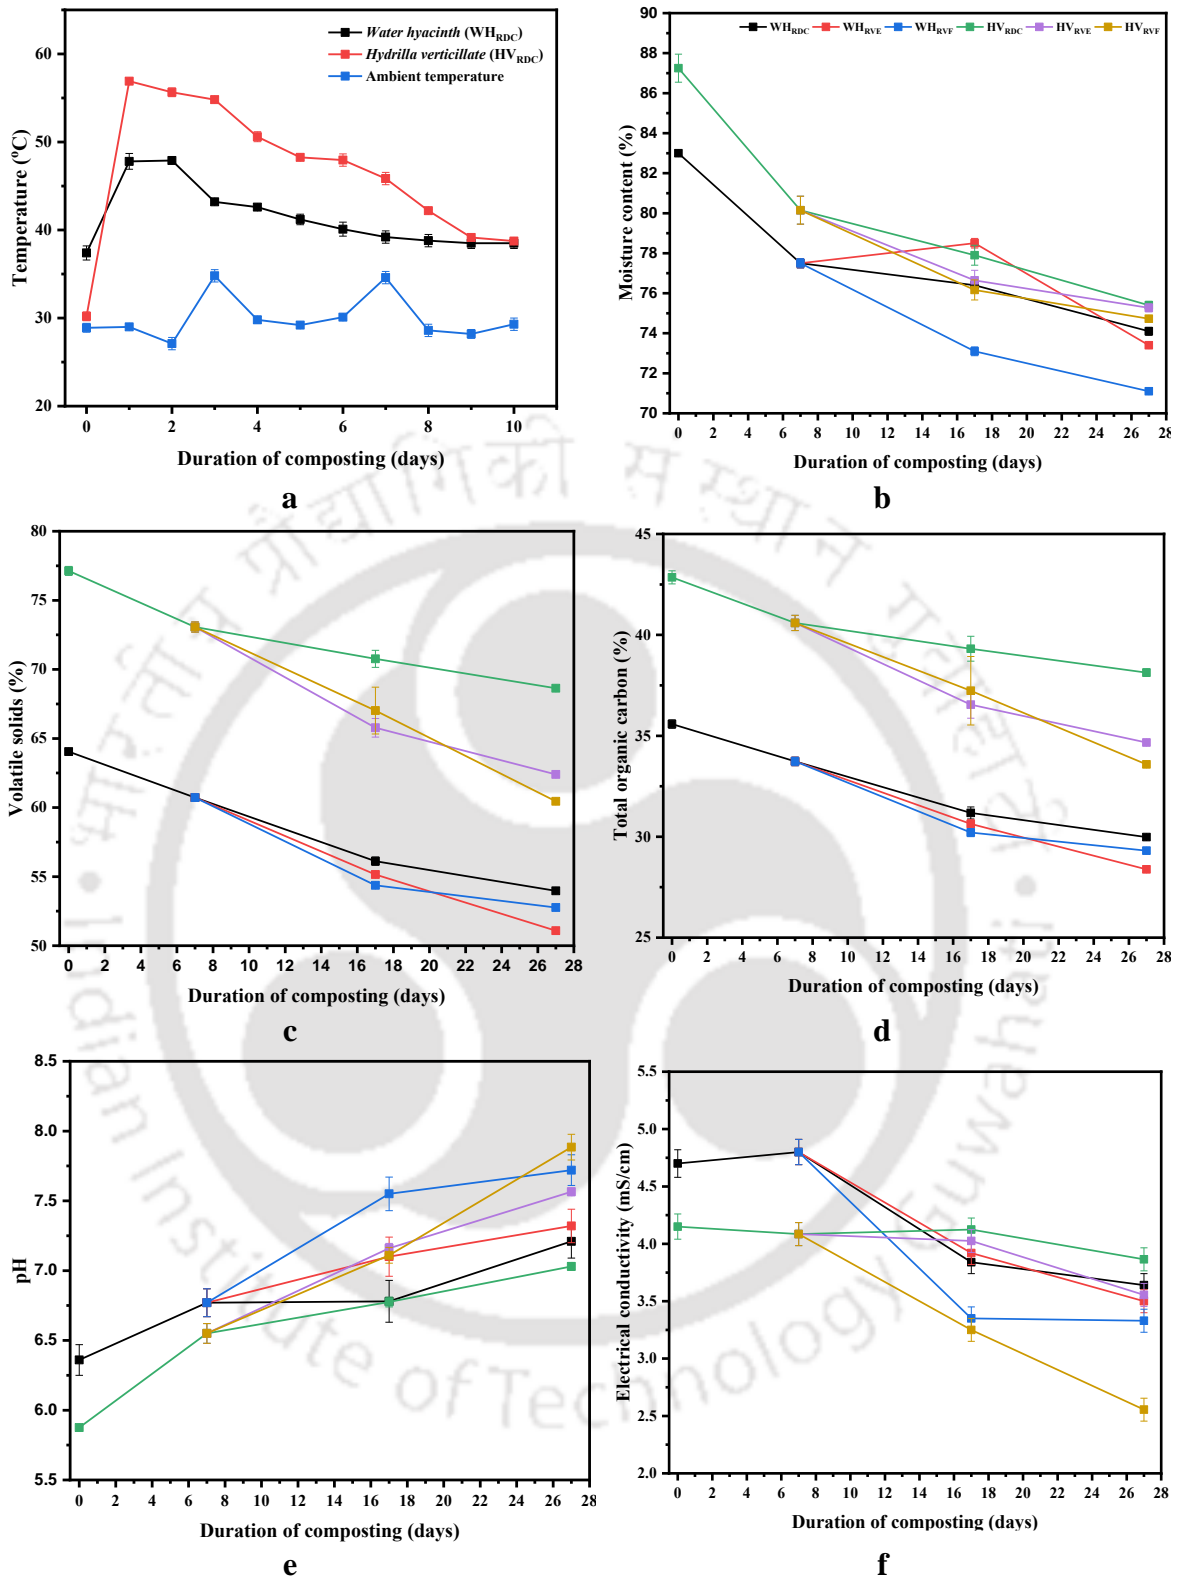 Water hyacinth (WHRDC)
Hydrilla verticillate (HVRDC)
Ambient temperature
60
50
40
30
20
Temperature (ºC)
0 2 4 6 8 10
Duration of composting (days)
a
WHRDC WHRVE WHRVF HVRDC HVRVE HVRVF
90
88
86
84
82
80
78
76
74
72
70
Moisture content (%)
0 2 4 6 8 10 12 14 16 18 20 22 24 26 28
Duration of composting (days)
b
80
75
70
65
60
55
50
Volatile solids (%)
0 2 4 6 8 10 12 14 16 18 20 22 24 26 28
Duration of composting (days)
c
45
40
35
30
25
Total organic carbon (%)
0 2 4 6 8 10 12 14 16 18 20 22 24 26 28
Duration of composting (days)
d
8.5
8.0
7.5
7.0
6.5
6.0
5.5
pH
0 2 4 6 8 10 12 14 16 18 20 22 24 26 28
Duration of composting (days)
e
5.5
5.0
4.5
4.0
3.5
3.0
2.5
2.0
Electrical conductivity (mS/cm)
0 2 4 6 8 10 12 14 16 18 20 22 24 26 28
Duration of composting (days)
f
Indian Institute of Technology Guwahati